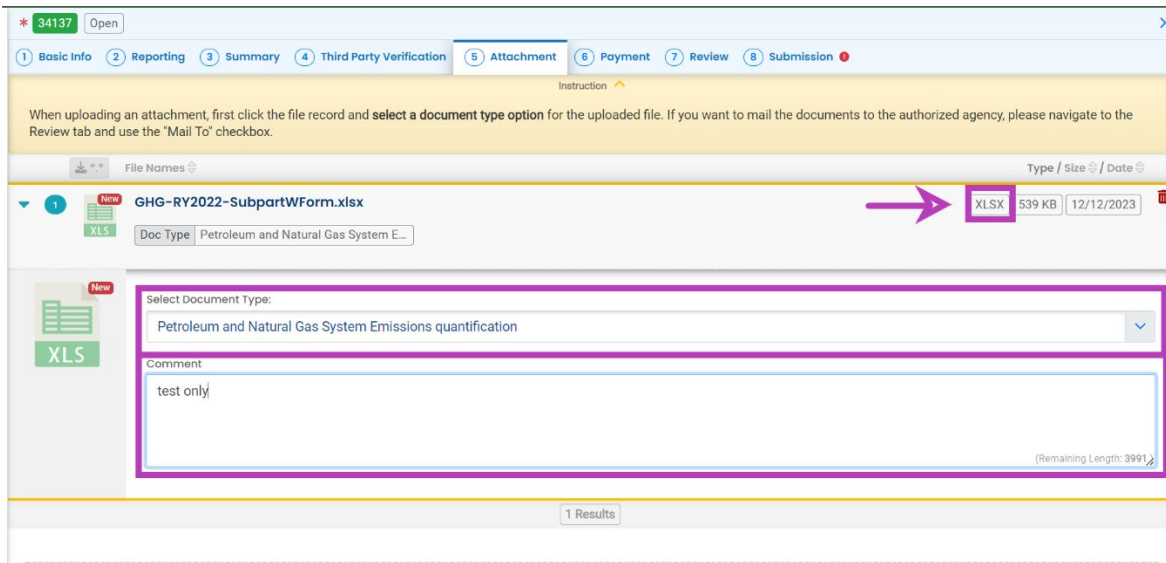 * 34137 Open
1 Basic Info 2 Reporting 3 Summary 4 Third Party Verification 5 Attachment 6 Payment 7 Review 8 Submission
Instruction
When uploading an attachment, first click the file record and select a document type option for the uploaded file. If you want to mail the documents to the authorized agency, please navigate to the
Review tab and use the "Mail To" checkbox.
*.* File Names Type / Size / Date
1 New XLS GHG-RY2022-SubpartWForm.xlsx XLSX 539 KB 12/12/2023
Doc Type Petroleum and Natural Gas System E...
New
XLS
Select Document Type:
Petroleum and Natural Gas System Emissions quantification
Comment
test only
(Remaining Length: 3991)
1 Results